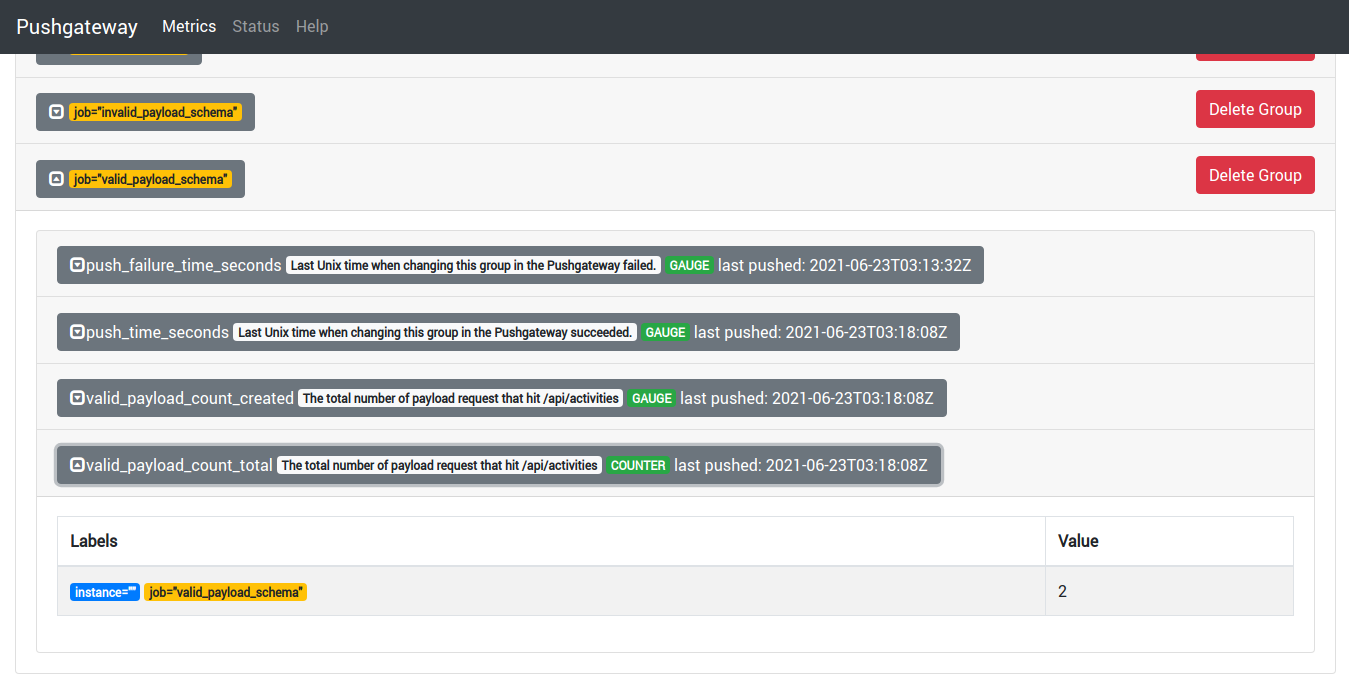 Pushgateway Metrics Status Help
job="invalid_payload_schema" Delete Group
job="valid_payload_schema" Delete Group
push_failure_time_seconds Last Unix time when changing this group in the Pushgateway failed. GAUGE last pushed: 2021-06-23T03:13:32Z
push_time_seconds Last Unix time when changing this group in the Pushgateway succeeded. GAUGE last pushed: 2021-06-23T03:18:08Z
valid_payload_count_created The total number of payload request that hit /api/activities GAUGE last pushed: 2021-06-23T03:18:08Z
valid_payload_count_total The total number of payload request that hit /api/activities COUNTER last pushed: 2021-06-23T03:18:08Z
Labels Value
instance="" job="valid_payload_schema" 2